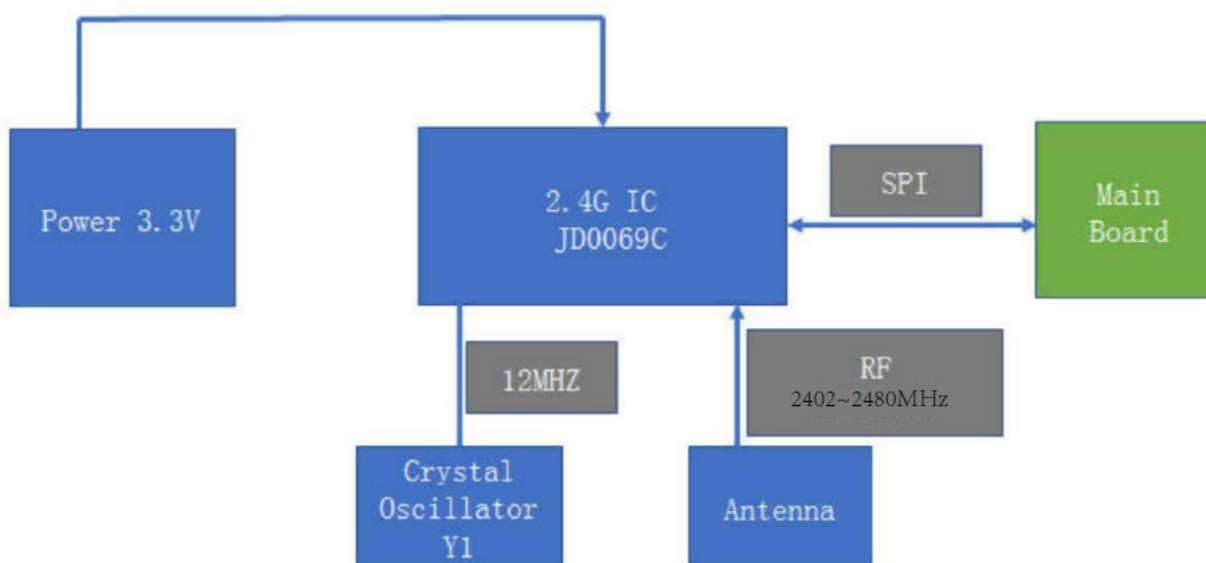 Power 3.3V
2.4G IC
JD0069C
SPI
Main
Board
12MHZ
RF
2402~2480MHz
Crystal
Oscillator
Y1
Antenna